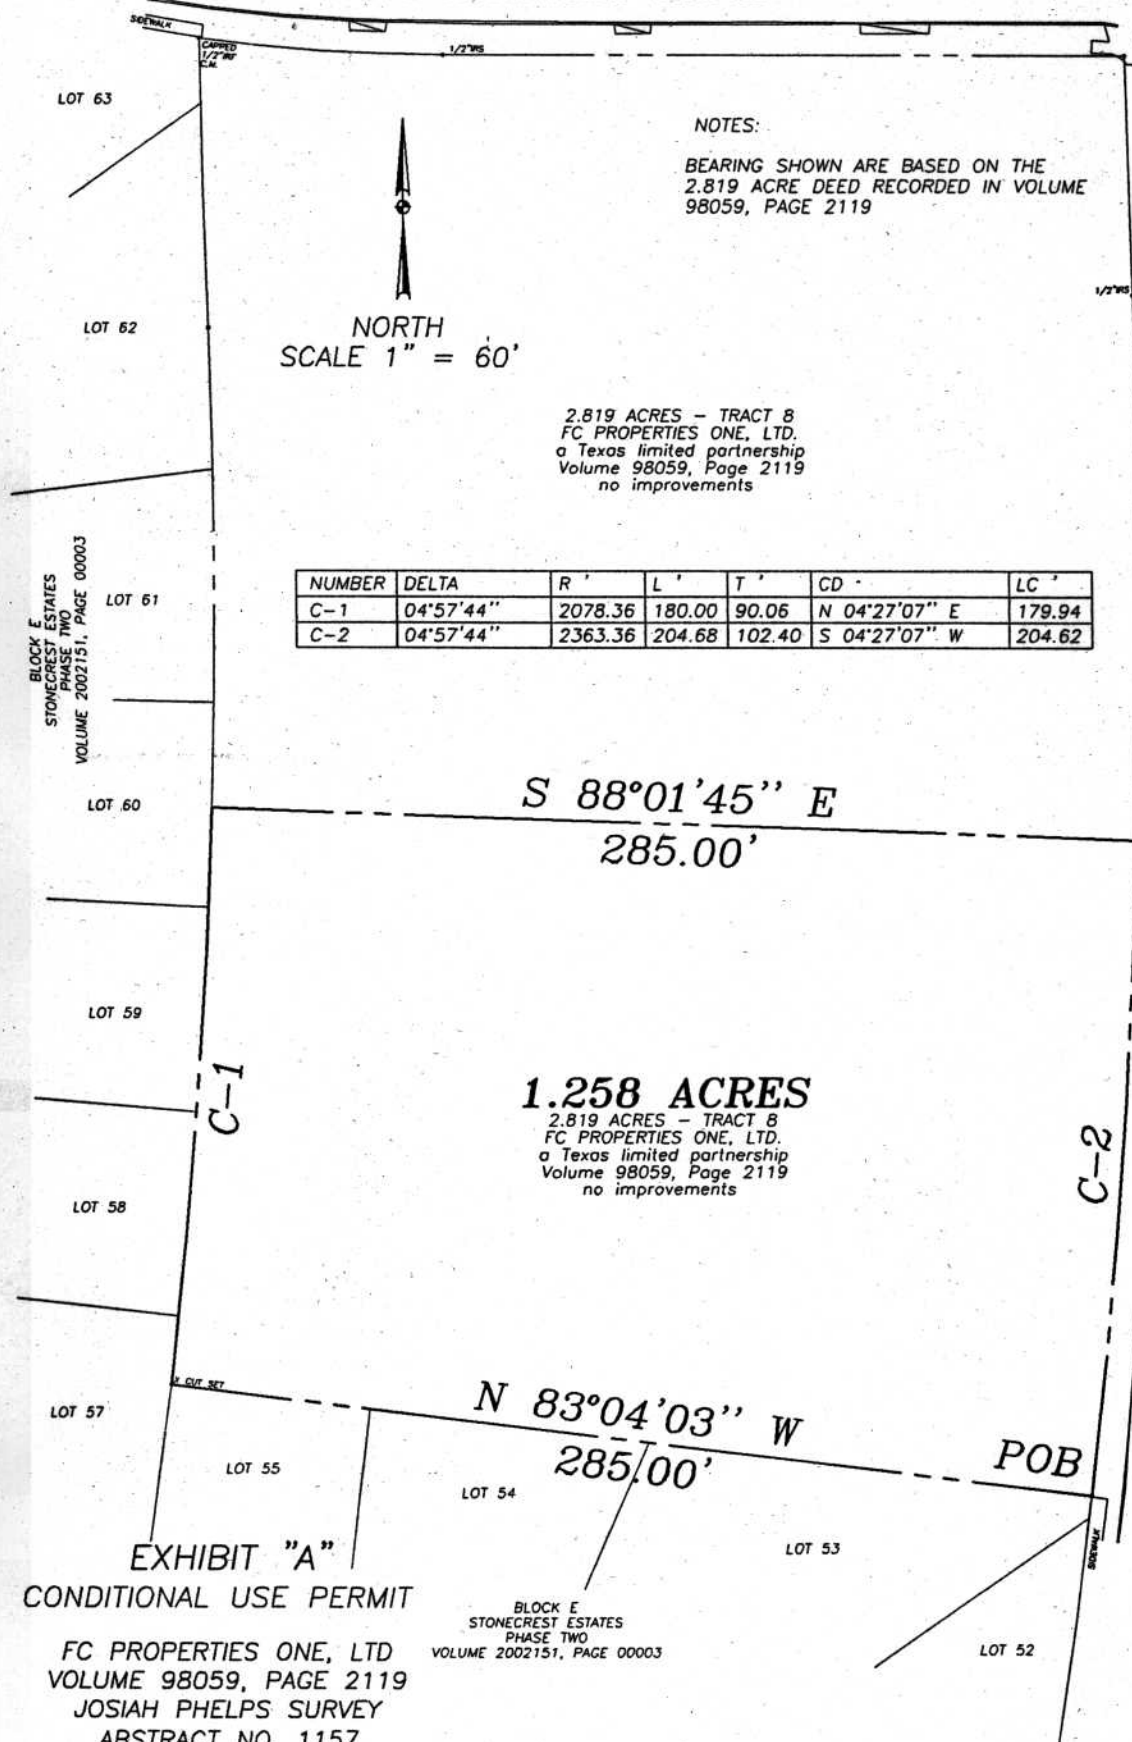 SIDEWALK
CAPPED
1/2"IRF
C.M.
1/2"IRS
LOT 63
NOTES:
BEARING SHOWN ARE BASED ON THE
2.819 ACRE DEED RECORDED IN VOLUME
98059, PAGE 2119
1/2"IRS
LOT 62
NORTH
SCALE 1" = 60'
2.819 ACRES – TRACT 8
FC PROPERTIES ONE, LTD.
a Texas limited partnership
Volume 98059, Page 2119
no improvements
BLOCK E
STONECREST ESTATES
PHASE TWO
VOLUME 2002151, PAGE 00003
LOT 61
NUMBER DELTA R ' L ' T ' CD LC '
C-1 04°57'44" 2078.36 180.00 90.06 N 04°27'07" E 179.94
C-2 04°57'44" 2363.36 204.68 102.40 S 04°27'07" W 204.62
LOT 60
S 88°01'45" E
285.00'
LOT 59
C-1
1.258 ACRES
2.819 ACRES – TRACT 8
FC PROPERTIES ONE, LTD.
a Texas limited partnership
Volume 98059, Page 2119
no improvements
C-2
LOT 58
X CUT SET
LOT 57
N 83°04'03" W
285.00'
POB
LOT 55
LOT 54
LOT 53
SIDEWALK
EXHIBIT "A"
CONDITIONAL USE PERMIT
BLOCK E
STONECREST ESTATES
PHASE TWO
VOLUME 2002151, PAGE 00003
LOT 52
FC PROPERTIES ONE, LTD
VOLUME 98059, PAGE 2119
JOSIAH PHELPS SURVEY
ABSTRACT NO. 1157